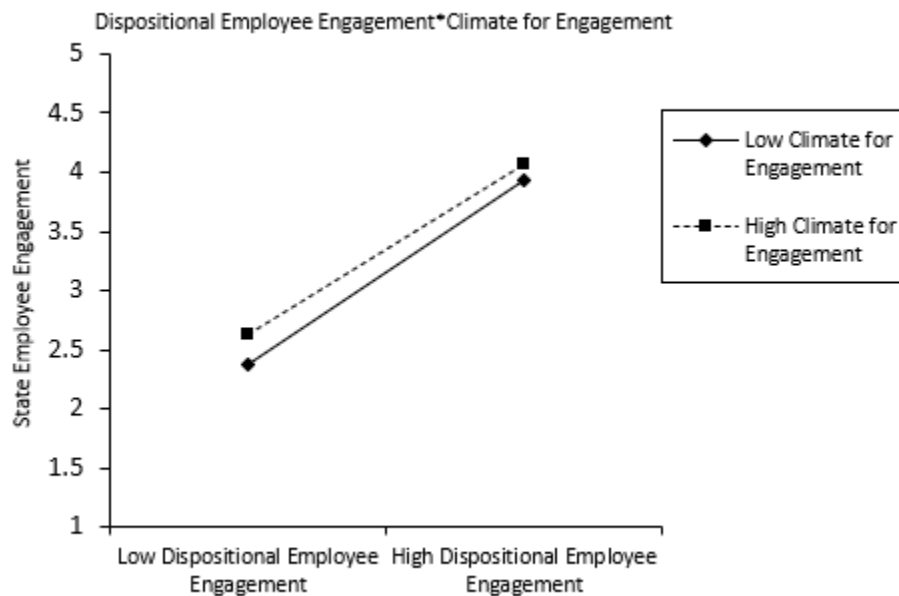 Dispositional Employee Engagement*Climate for Engagement
5
4.5
4
3.5
3
2.5
2
1.5
1
State Employee Engagement
Low Dispositional Employee
Engagement
High Dispositional Employee
Engagement
Low Climate for
Engagement
High Climate for
Engagement